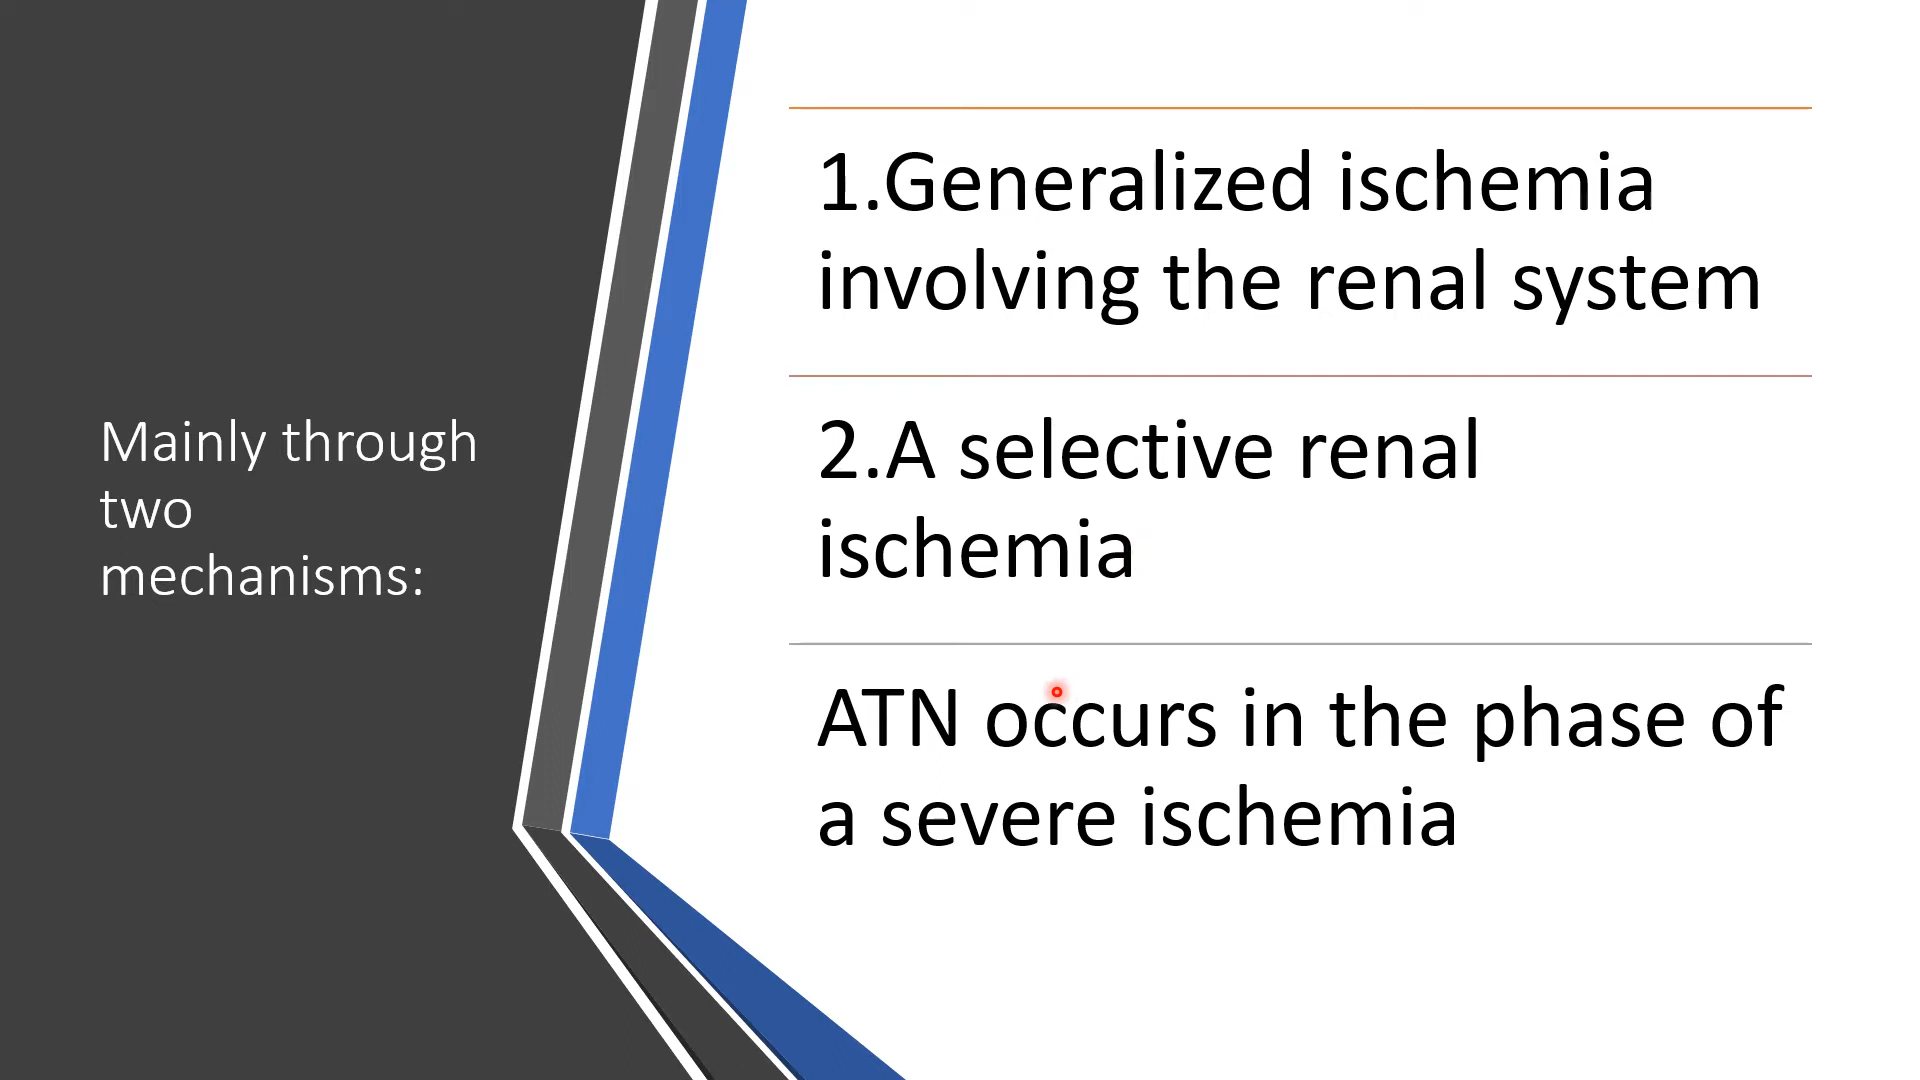 Mainly through
two
mechanisms:
1.Generalized ischemia
involving the renal system
2.A selective renal
ischemia
ATN occurs in the phase of
a severe ischemia